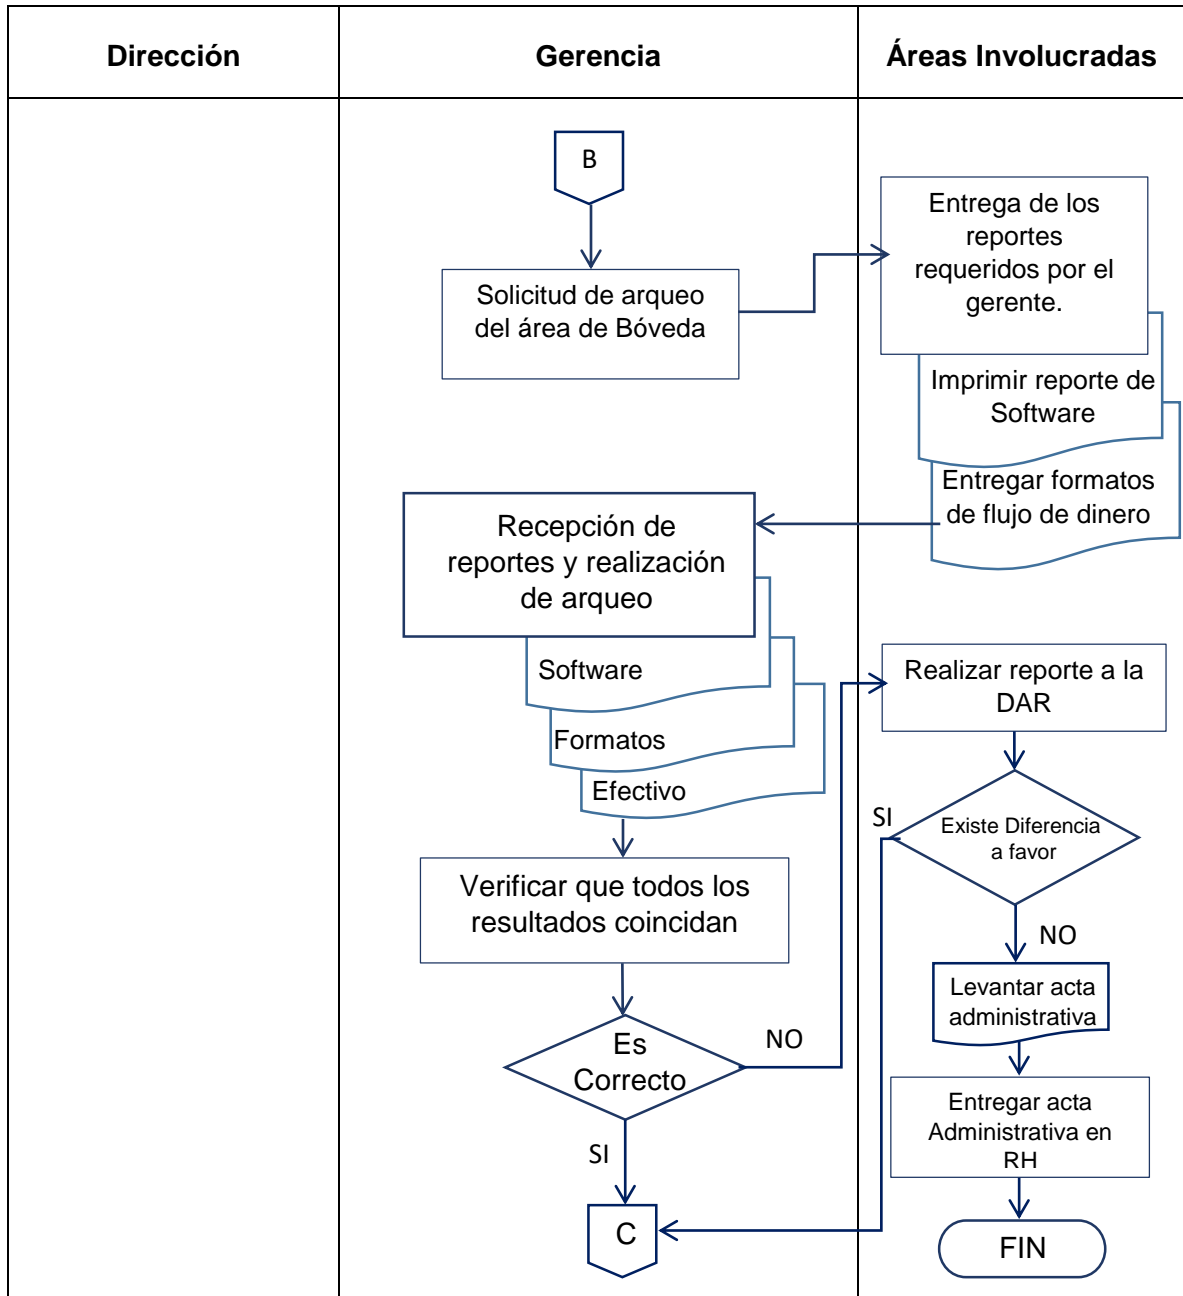 Dirección
Gerencia
Áreas Involucradas
B
Solicitud de arqueo
del área de Bóveda
Entrega de los
reportes
requeridos por el
gerente.
Imprimir reporte de
Software
Entregar formatos
de flujo de dinero
Recepción de
reportes y realización
de arqueo
Software
Formatos
Efectivo
Verificar que todos los
resultados coincidan
Es
Correcto
NO
SI
C
Realizar reporte a la
DAR
Existe Diferencia
a favor
SI
NO
Levantar acta
administrativa
Entregar acta
Administrativa en
RH
FIN